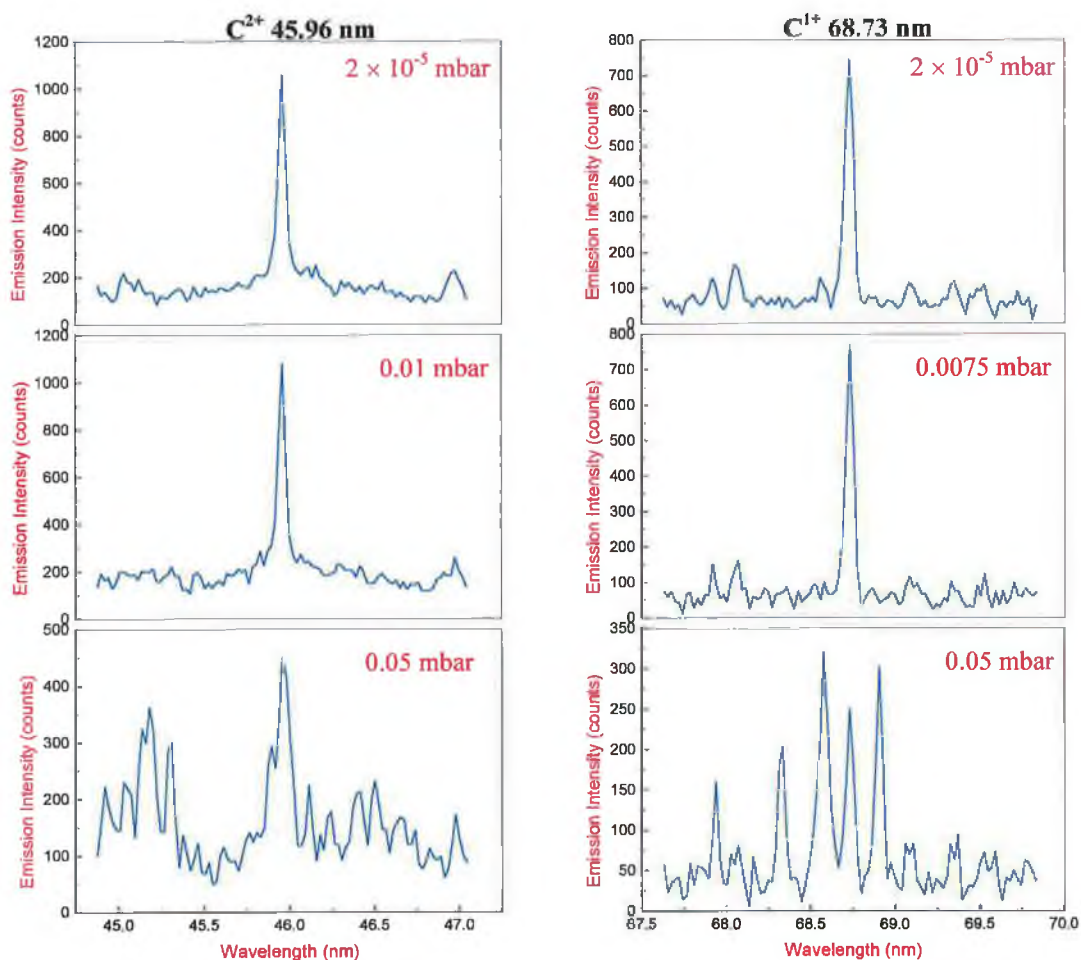 C²⁺ 45.96 nm
1200
1000
800
600
400
200
0
Emission Intensity (counts)
2 × 10⁻⁵ mbar
1200
1000
800
600
400
200
0
Emission Intensity (counts)
0.01 mbar
500
400
300
200
100
0
Emission Intensity (counts)
0.05 mbar
45.0 45.5 46.0 46.5 47.0
Wavelength (nm)
C¹⁺ 68.73 nm
800
700
600
500
400
300
200
100
0
Emission Intensity (counts)
2 × 10⁻⁵ mbar
800
700
600
500
400
300
200
100
0
Emission Intensity (counts)
0.0075 mbar
350
300
250
200
150
100
50
0
Emission Intensity (counts)
0.05 mbar
67.5 68.0 68.5 69.0 69.5 70.0
Wavelength (nm)